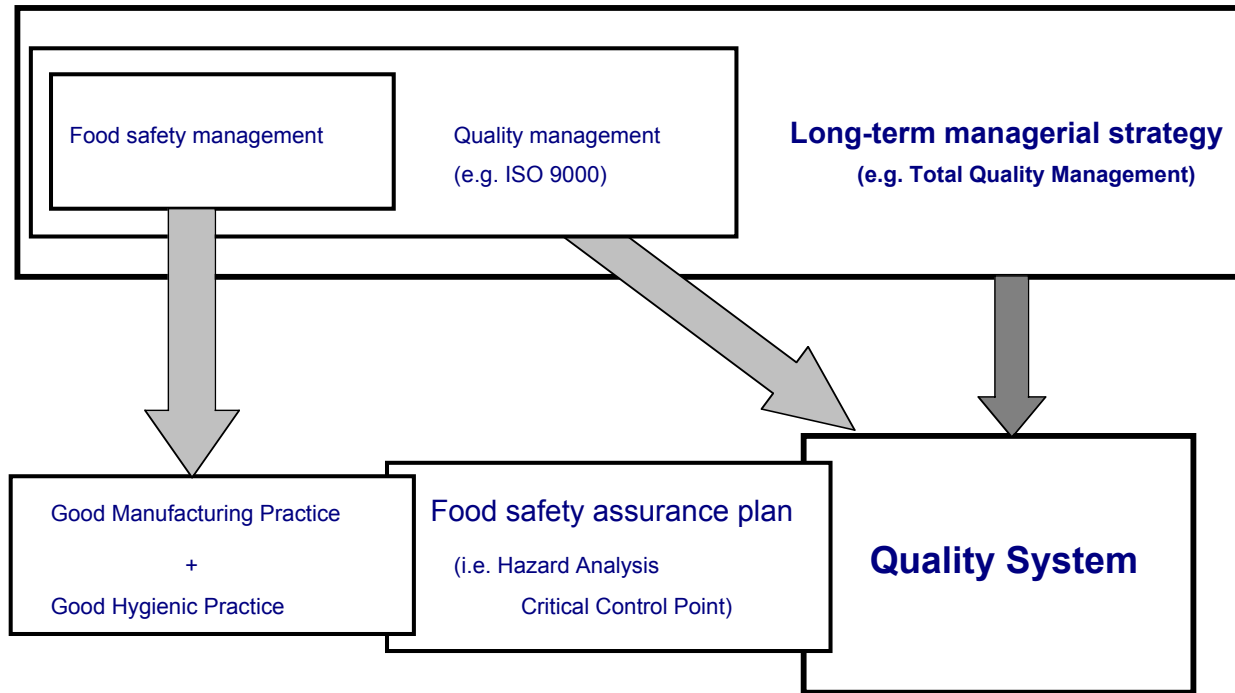 Food safety management
Quality management
(e.g. ISO 9000)
Long-term managerial strategy
(e.g. Total Quality Management)
Good Manufacturing Practice
+
Good Hygienic Practice
Food safety assurance plan
(i.e. Hazard Analysis
Critical Control Point)
Quality System